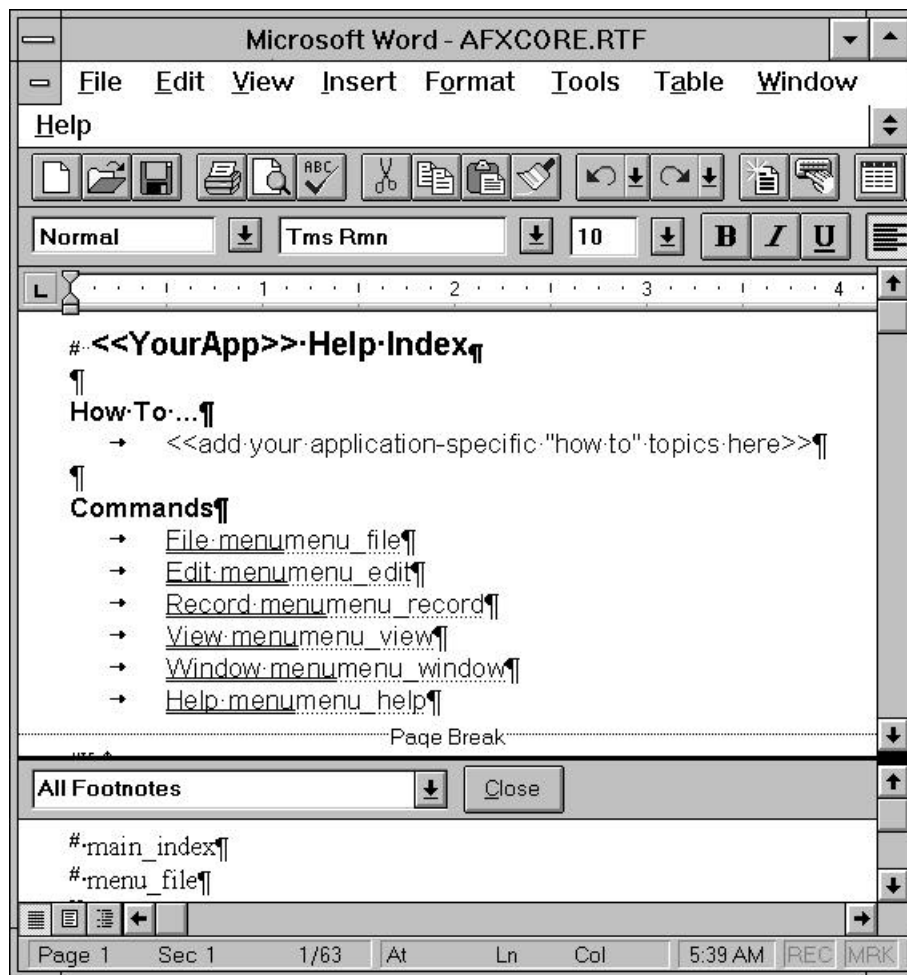 Microsoft Word - AFXCORE.RTF
File Edit View Insert Format Tools Table Window
Help
ABC
Normal Tms Rmn 10 B I U
L 1 2 3 4
#··<<YourApp>>·Help·Index¶
¶
How·To·...¶
→ <<add·your·application-specific·"how·to"·topics·here>>¶
¶
Commands¶
→ File·menumenu_file¶
→ Edit·menumenu_edit¶
→ Record·menumenu_record¶
→ View·menumenu_view¶
→ Window·menumenu_window¶
→ Help·menumenu_help¶
Page Break
All Footnotes Close
#·main_index¶
#·menu_file¶
Page 1 Sec 1 1/63 At Ln Col 5:39 AM REC MRK